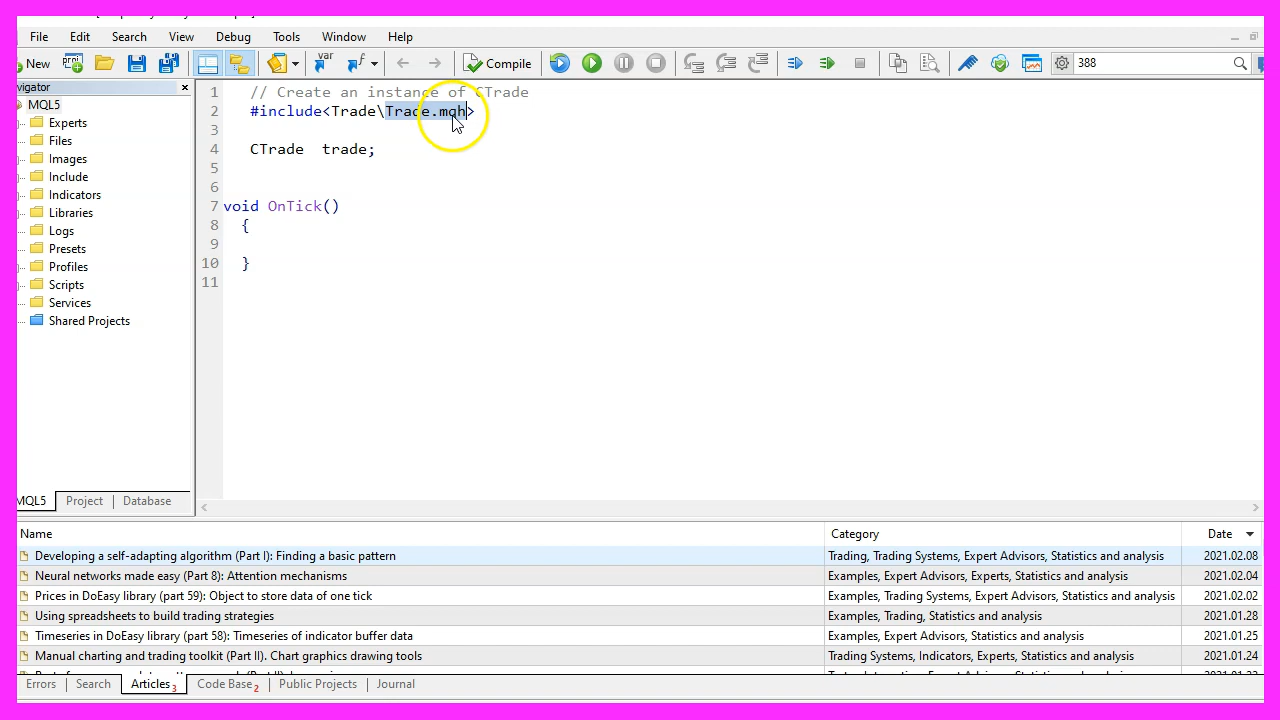 File Edit Search View Debug Tools Window Help
New Compile 388
vigator
MQL5
Experts
Files
Images
Include
Indicators
Libraries
Logs
Presets
Profiles
Scripts
Services
Shared Projects
MQL5 Project Database
1 // Create an instance of CTrade
2 #include<Trade\Trade.mqh>
3
4 CTrade trade;
5
6
7 void OnTick()
8 {
9
10 }
11
Name Category Date
Developing a self-adapting algorithm (Part I): Finding a basic pattern Trading, Trading Systems, Expert Advisors, Statistics and analysis 2021.02.08
Neural networks made easy (Part 8): Attention mechanisms Examples, Expert Advisors, Experts, Statistics and analysis 2021.02.04
Prices in DoEasy library (part 59): Object to store data of one tick Examples, Trading Systems, Expert Advisors, Statistics and analysis 2021.02.02
Using spreadsheets to build trading strategies Examples, Trading, Statistics and analysis 2021.01.28
Timeseries in DoEasy library (part 58): Timeseries of indicator buffer data Examples, Expert Advisors, Statistics and analysis 2021.01.25
Manual charting and trading toolkit (Part II). Chart graphics drawing tools Trading Systems, Indicators, Experts, Statistics and analysis 2021.01.24
Errors Search Articles 3 Code Base 2 Public Projects Journal